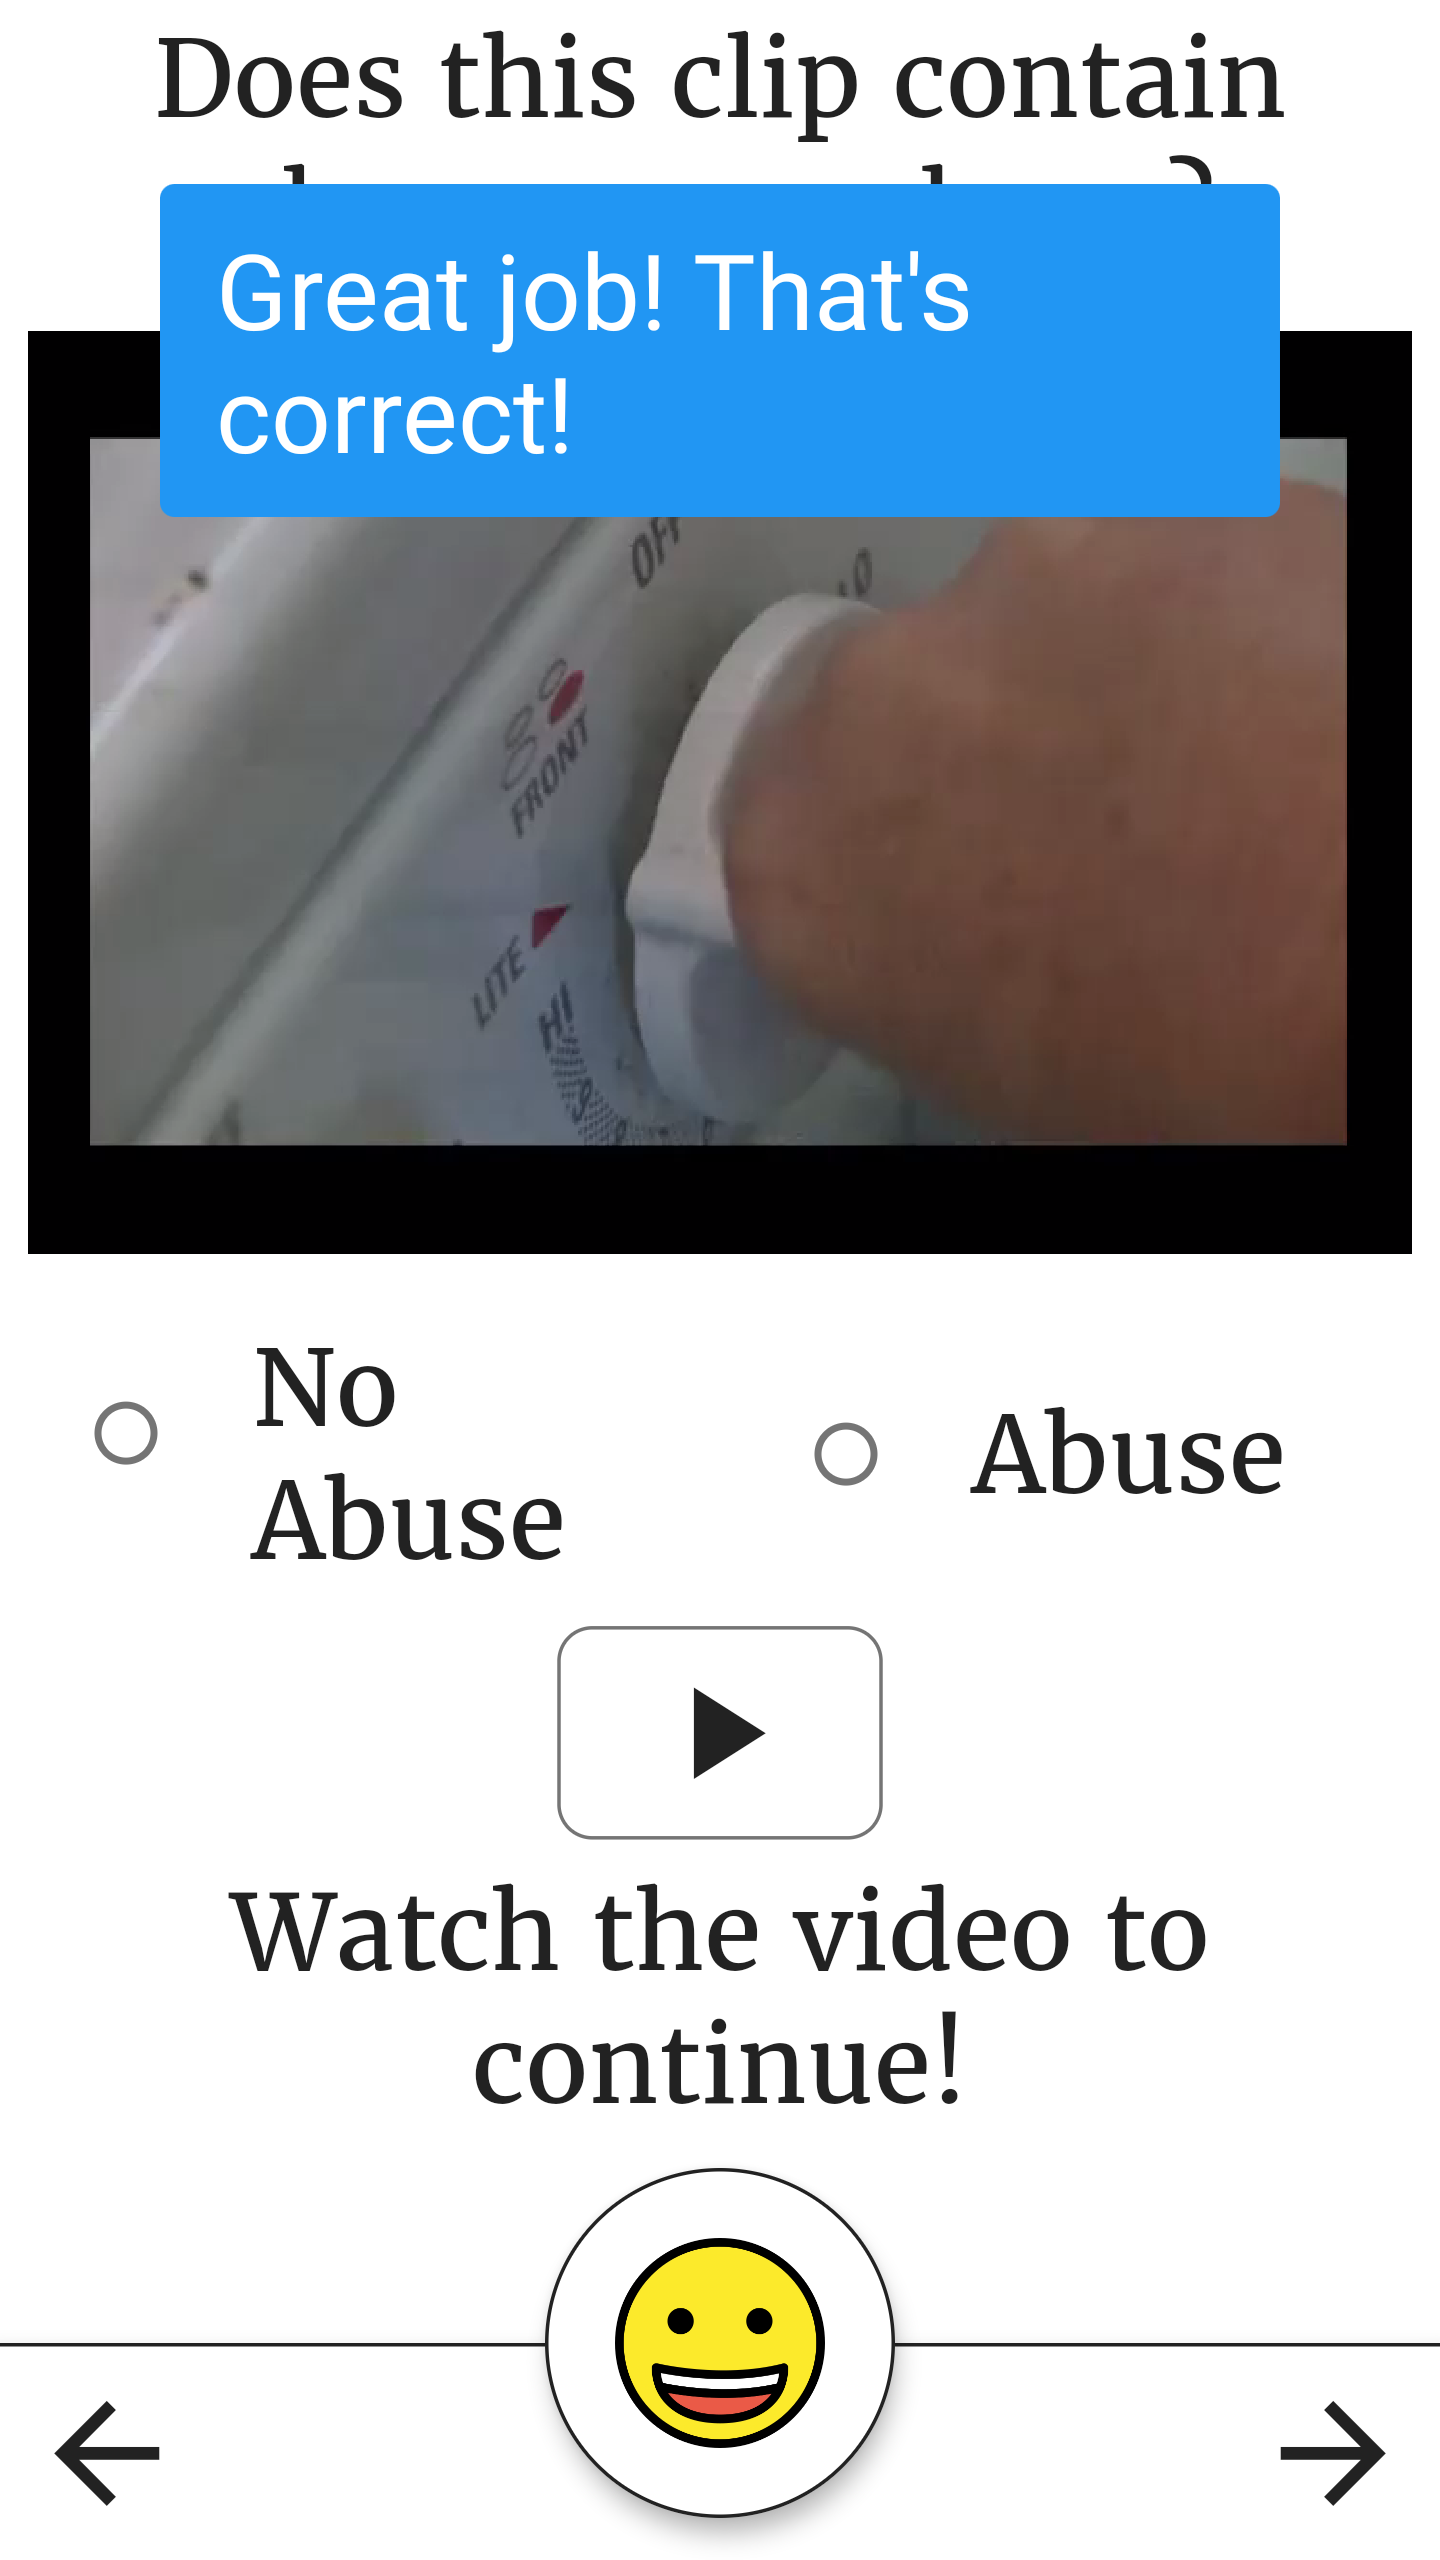 Does this clip contain
Great job! That's
correct!
OFF
LO
FRONT
LITE
HI
No
Abuse
Abuse
Watch the video to
continue!